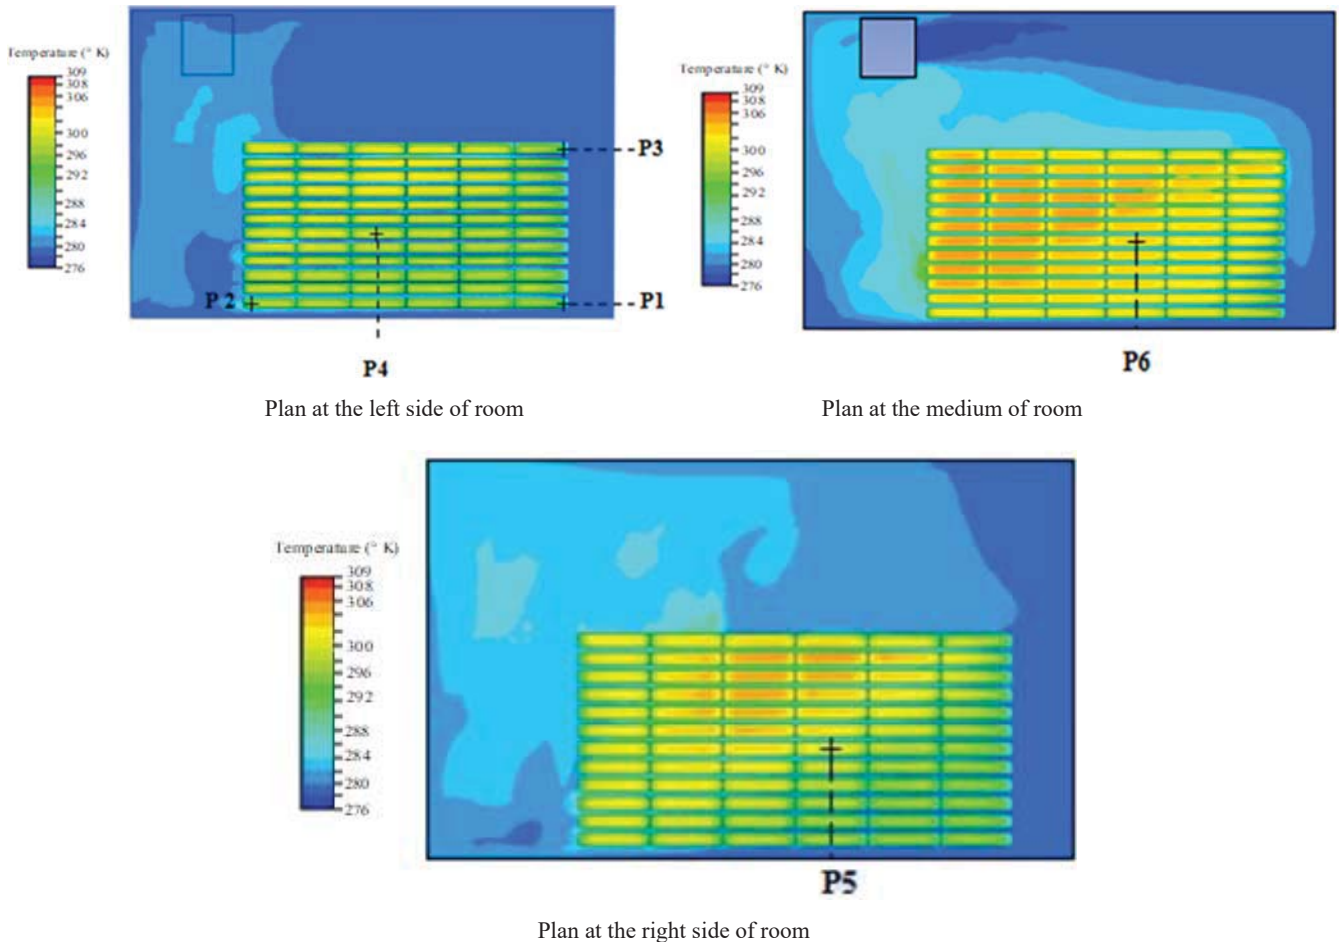 Temperature (° K)
309
308
306
300
296
292
288
284
280
276
P3
P 2
P1
P4
Plan at the left side of room
Temperature (° K)
309
308
306
300
296
292
288
284
280
276
P6
Plan at the medium of room
Temperature (° K)
309
308
306
300
296
292
288
284
280
276
P5
Plan at the right side of room